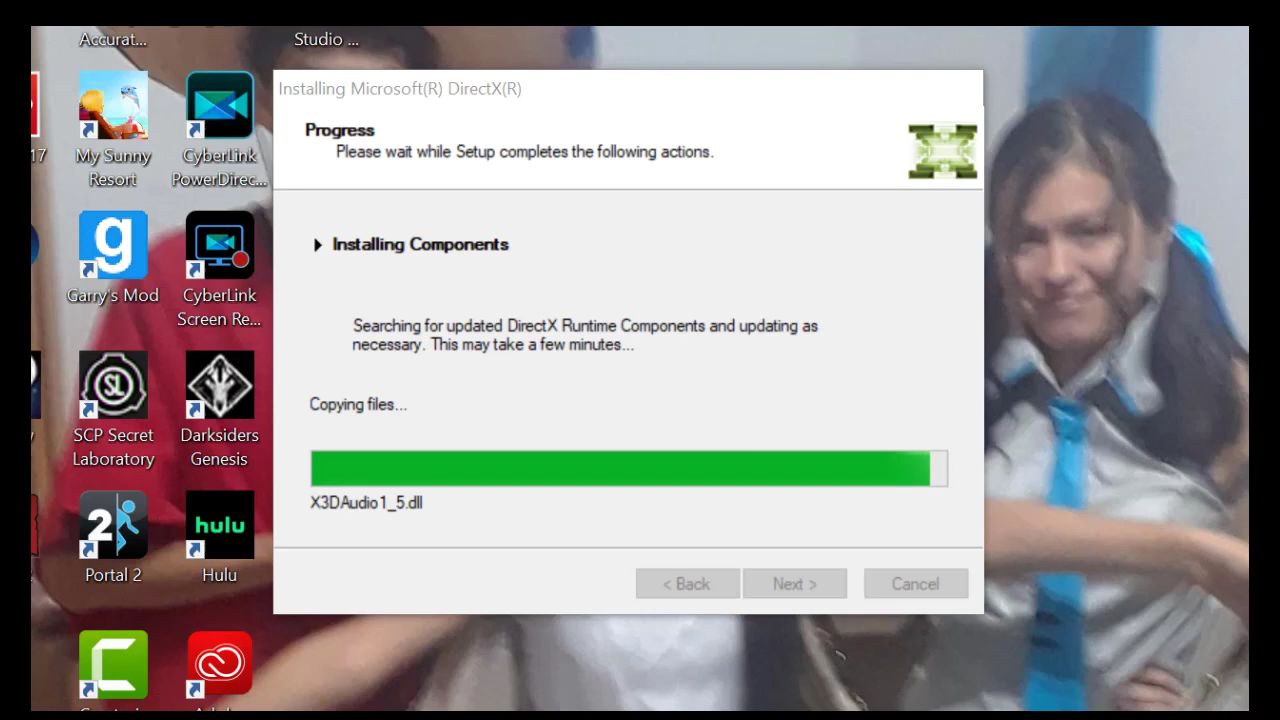 Accurat...
Studio ...
Installing Microsoft(R) DirectX(R)
Progress
Please wait while Setup completes the following actions.
17
My Sunny
Resort
CyberLink
PowerDirec...
Installing Components
Garry's Mod
CyberLink
Screen Re...
Searching for updated DirectX Runtime Components and updating as
necessary. This may take a few minutes...
Copying files...
SL
SCP Secret
Laboratory
Darksiders
Genesis
X3DAudio1_5.dll
2
hulu
Portal 2
Hulu
< Back
Next >
Cancel